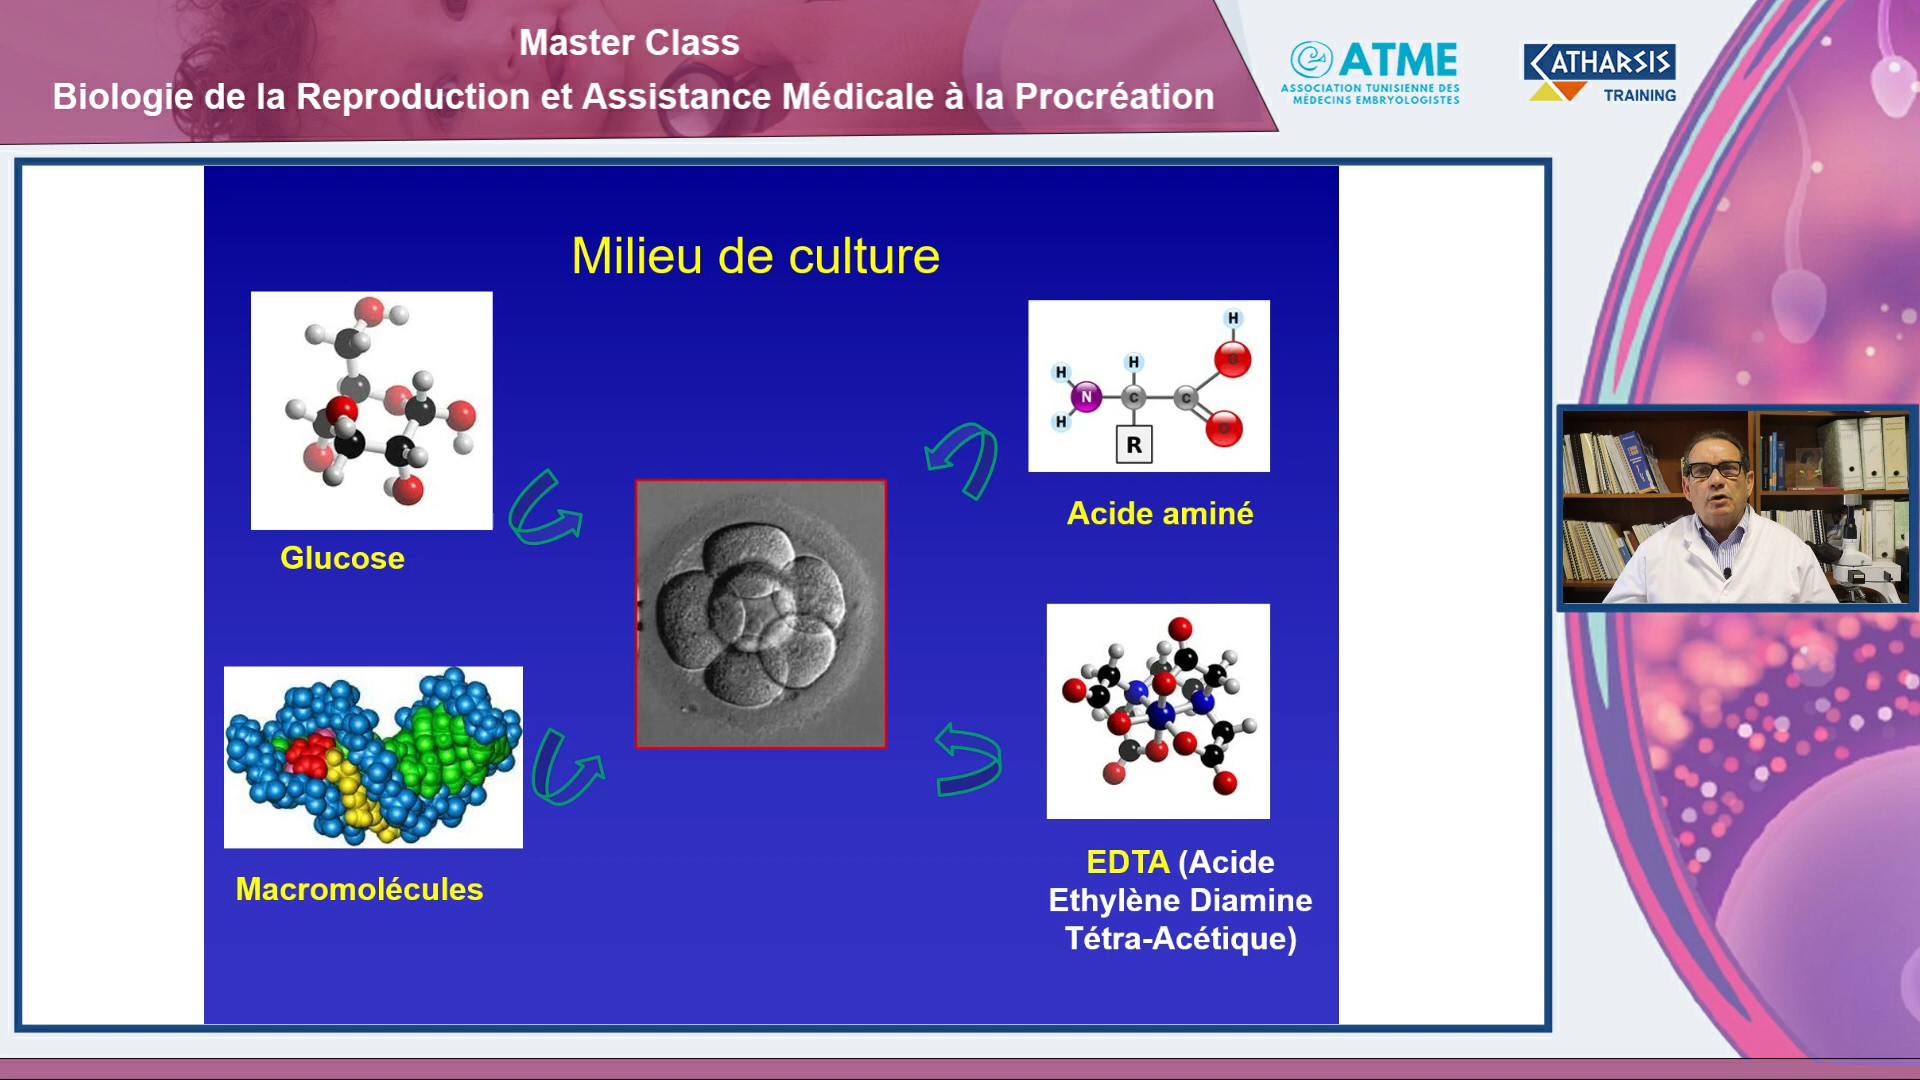 Master Class
Biologie de la Reproduction et Assistance Médicale à la Procréation
ATME
ASSOCIATION TUNISIENNE DES
MÉDECINS EMBRYOLOGISTES
CATHARSIS
TRAINING
Milieu de culture
H
H
H
N
C
C
O
H
O
R
Glucose
Acide aminé
Macromolécules
EDTA (Acide
Ethylène Diamine
Tétra-Acétique)